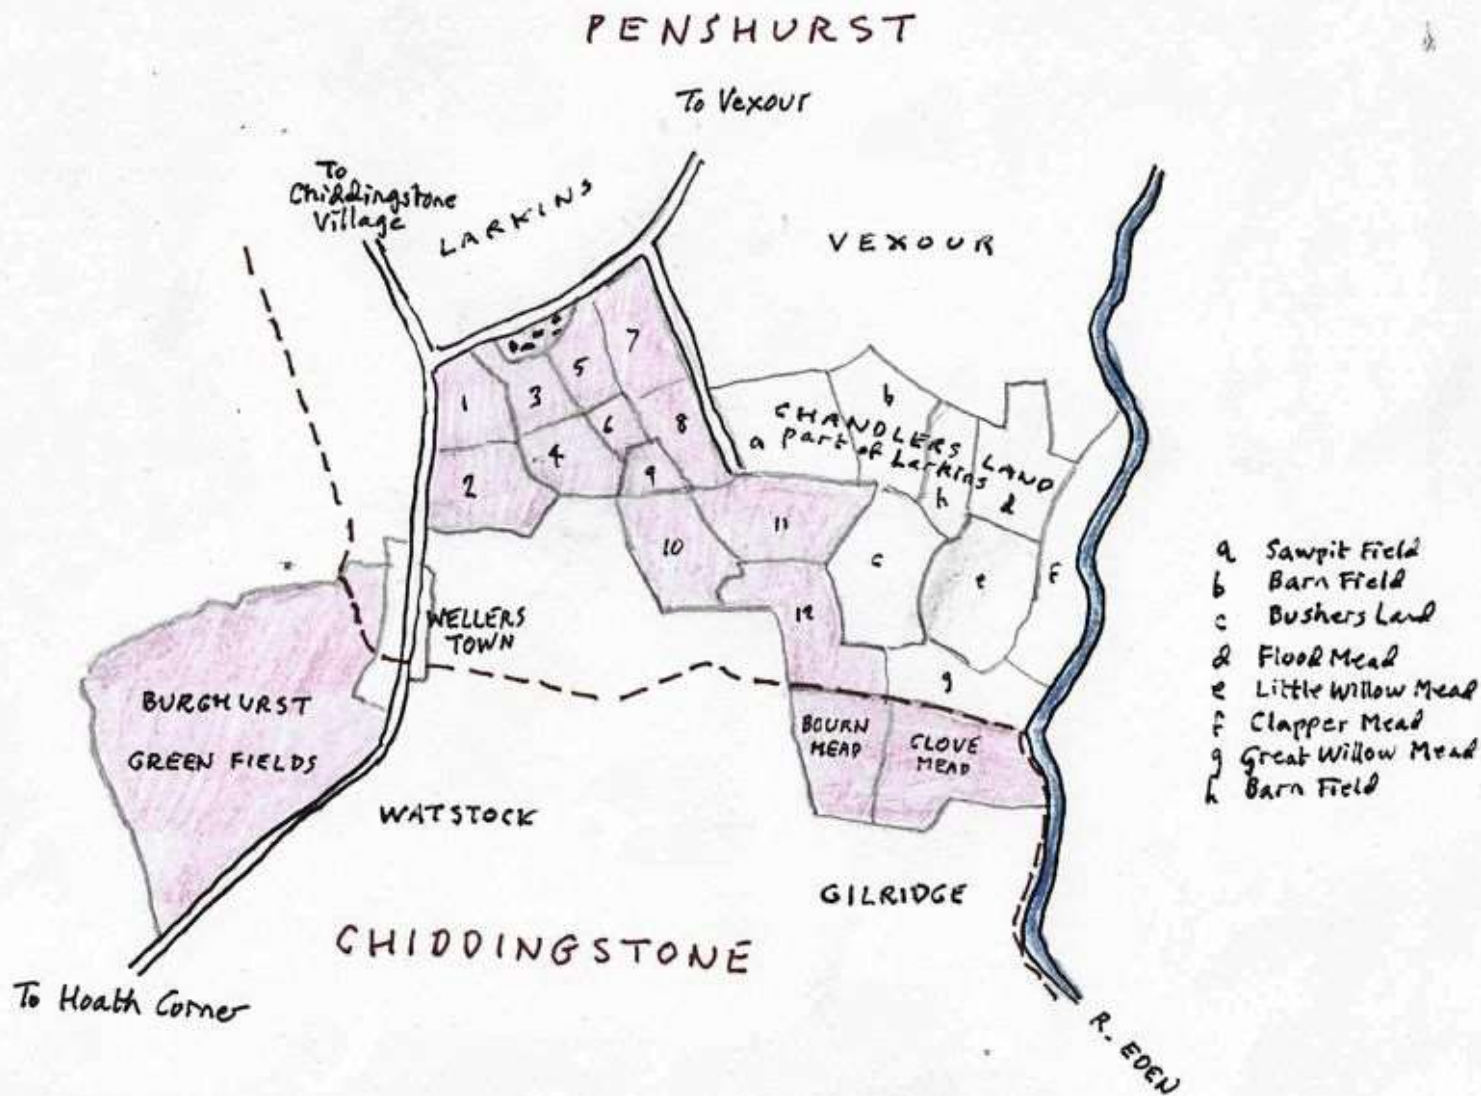 PENSHURST
To Vexour
To
Chiddingstone
Village
LARKINS
VEXOUR
7
5
3
1
6
8
4
2
9
10
11
12
b
CHANDLERS LAND
a part of Larkins
h
d
c
e
f
g
WELLERS
TOWN
BURGHURST
GREEN FIELDS
BOURN
MEAD
CLOVE
MEAD
WATSTOCK
GILRIDGE
CHIDDINGSTONE
To Hoath Corner
R. EDEN
a Sawpit Field
b Barn Field
c Bushers Land
d Flood Mead
e Little Willow Mead
f Clapper Mead
g Great Willow Mead
h Barn Field